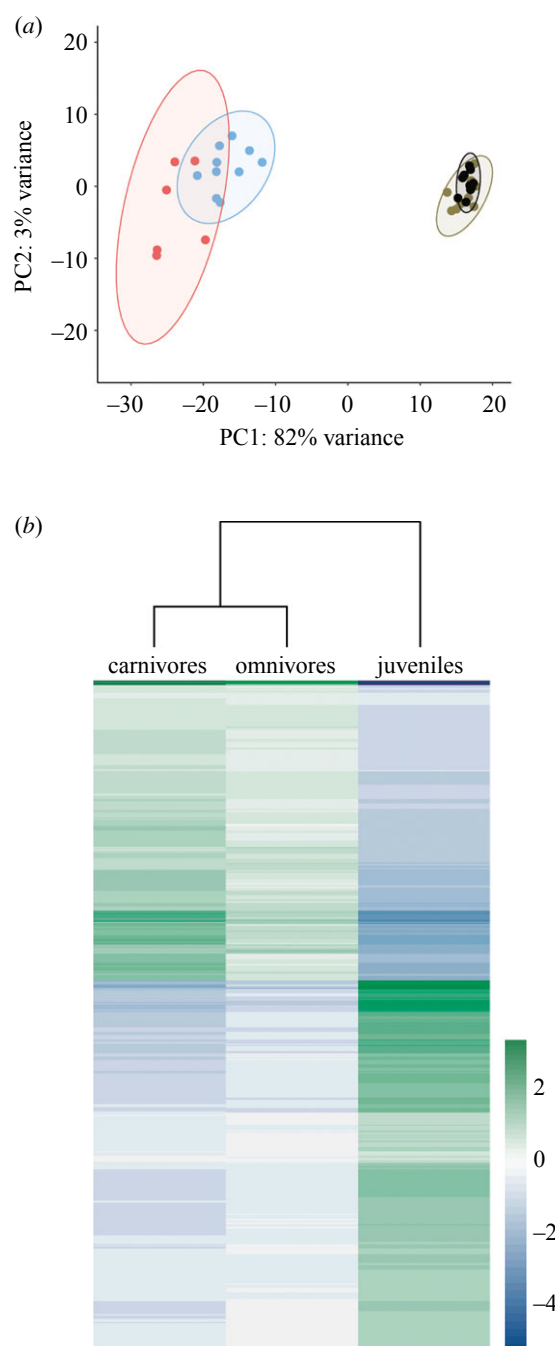 (a)
20
10
0
–10
–20
PC2: 3% variance
–30 –20 –10 0 10 20
PC1: 82% variance
(b)
carnivores omnivores juveniles
2
0
–2
–4